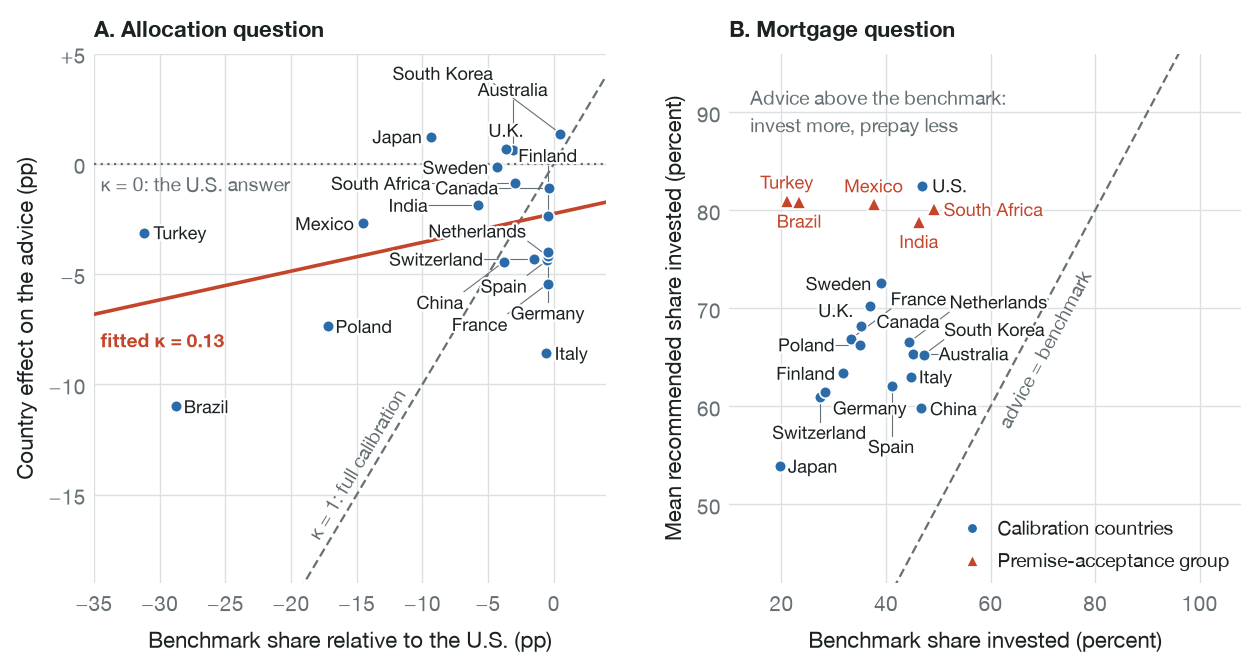 A. Allocation question
Country effect on the advice (pp)
+5
0
−5
−10
−15
South Korea
Australia
Japan
U.K.
Finland
Sweden
κ = 0: the U.S. answer
South Africa
Canada
India
Mexico
Turkey
Netherlands
Switzerland
Spain
China
Germany
France
Poland
fitted κ = 0.13
Italy
Brazil
κ = 1: full calibration
−35
−30
−25
−20
−15
−10
−5
0
Benchmark share relative to the U.S. (pp)
B. Mortgage question
Mean recommended share invested (percent)
90
80
70
60
50
Advice above the benchmark:
invest more, prepay less
Turkey
Mexico
U.S.
Brazil
South Africa
India
Sweden
France
Netherlands
U.K.
Canada
South Korea
Poland
Australia
Finland
Italy
Germany
China
Switzerland
Spain
Japan
advice = benchmark
Calibration countries
Premise-acceptance group
20
40
60
80
100
Benchmark share invested (percent)